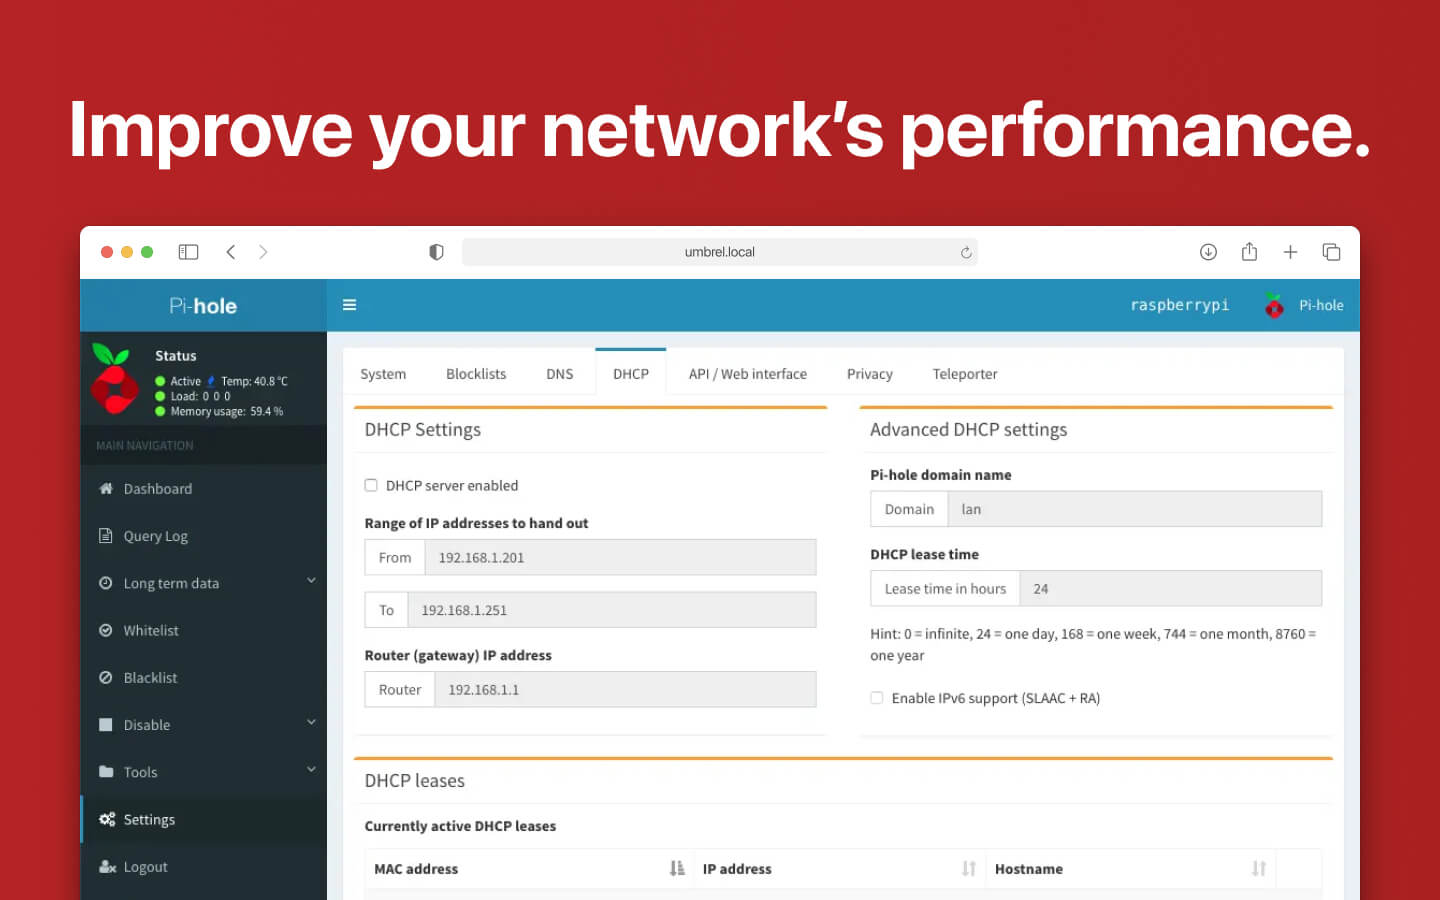 Improve your network’s performance.
umbrel.local
Pi-hole
raspberrypi
Pi-hole
Status
Active Temp: 40.8 °C
Load: 0 0 0
Memory usage: 59.4 %
MAIN NAVIGATION
Dashboard
Query Log
Long term data
Whitelist
Blacklist
Disable
Tools
Settings
Logout
System Blocklists DNS DHCP API / Web interface Privacy Teleporter
DHCP Settings
DHCP server enabled
Range of IP addresses to hand out
From 192.168.1.201
To 192.168.1.251
Router (gateway) IP address
Router 192.168.1.1
Advanced DHCP settings
Pi-hole domain name
Domain lan
DHCP lease time
Lease time in hours 24
Hint: 0 = infinite, 24 = one day, 168 = one week, 744 = one month, 8760 =
one year
Enable IPv6 support (SLAAC + RA)
DHCP leases
Currently active DHCP leases
MAC address IP address Hostname